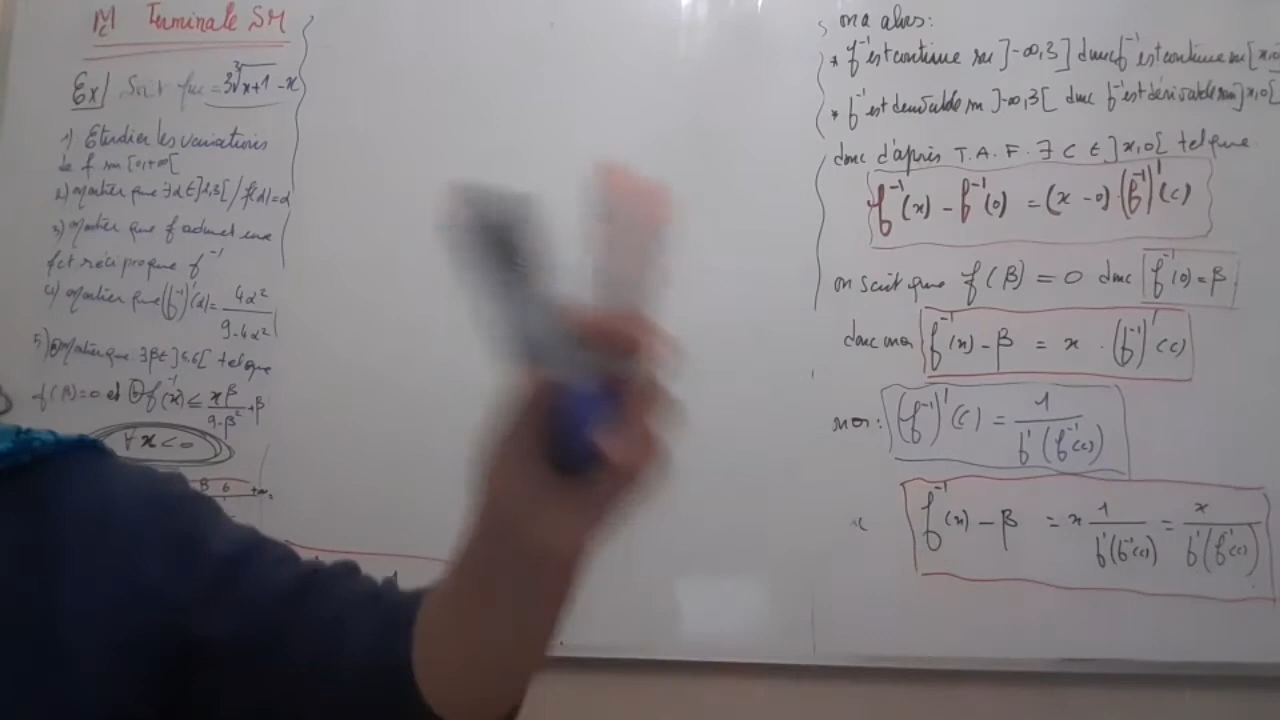 Terminale SM
Ex/ Soit f(x) = 3∛x+1 - x
1) Etudier les variations
de f sur [0,+∞[
2) Montrer que ∃α∈]2,3[ / f(α)=α
3) Montrer que f admet une
fct réciproque f⁻¹
4) Montrer que (f⁻¹)'(α) = 4α² / 9-4α²
5) Montrer que ∃β∈]5,6[ tel que
f(β)=0 et f⁻¹(x) ≤ xβ / 9-β² + β
∀ x < 0
β 6 +∞
on a alors:
* f⁻¹ est continue sur ]-∞,3] donc f⁻¹ est continue sur [x,0]
* f⁻¹ est dérivable sur ]-∞,3[ donc f⁻¹ est dérivable sur ]x,0[
donc d'après T.A.F. ∃ c ∈ ]x,0[ tel que
f⁻¹(x) - f⁻¹(0) = (x-0)·(f⁻¹)'(c)
on sait que f(β) = 0 donc f⁻¹(0) = β
donc f⁻¹(x) - β = x · (f⁻¹)'(c)
or: (f⁻¹)'(c) = 1 / f'(f⁻¹(c))
f⁻¹(x) - β = x 1 / f'(f⁻¹(c)) = x / f'(f⁻¹(c))